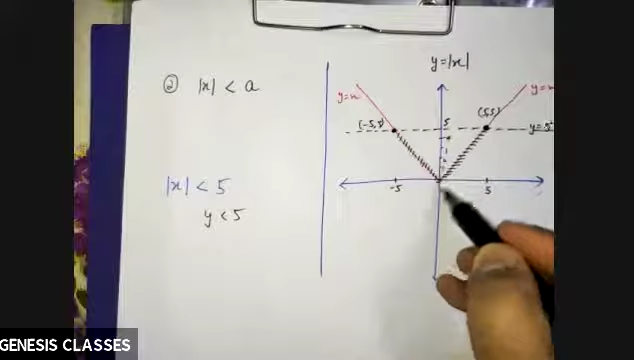 ② |x| < a
|x| < 5
y < 5
y=|x|
y=x
y=x
(-5,5)
5
(5,5)
y=5
-5
5
GENESIS CLASSES